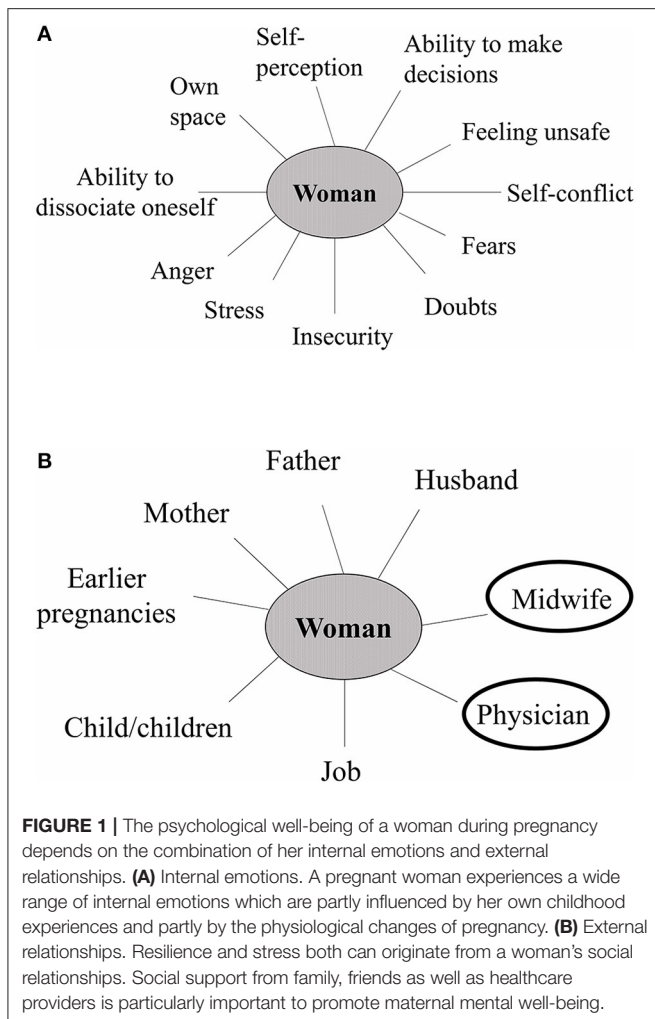 A
Self-
perception
Ability to make
decisions
Own
space
Feeling unsafe
Ability to
dissociate oneself
Woman
Self-conflict
Fears
Anger
Stress
Doubts
Insecurity
B
Father
Husband
Mother
Earlier
pregnancies
Midwife
Woman
Physician
Child/children
Job
FIGURE 1 | The psychological well-being of a woman during pregnancy
depends on the combination of her internal emotions and external
relationships. (A) Internal emotions. A pregnant woman experiences a wide
range of internal emotions which are partly influenced by her own childhood
experiences and partly by the physiological changes of pregnancy. (B) External
relationships. Resilience and stress both can originate from a woman's social
relationships. Social support from family, friends as well as healthcare
providers is particularly important to promote maternal mental well-being.